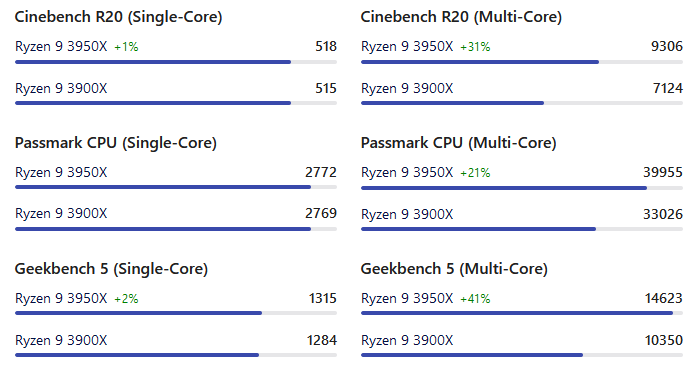 Cinebench R20 (Single-Core)
Ryzen 9 3950X +1% 518
Ryzen 9 3900X 515
Passmark CPU (Single-Core)
Ryzen 9 3950X 2772
Ryzen 9 3900X 2769
Geekbench 5 (Single-Core)
Ryzen 9 3950X +2% 1315
Ryzen 9 3900X 1284
Cinebench R20 (Multi-Core)
Ryzen 9 3950X +31% 9306
Ryzen 9 3900X 7124
Passmark CPU (Multi-Core)
Ryzen 9 3950X +21% 39955
Ryzen 9 3900X 33026
Geekbench 5 (Multi-Core)
Ryzen 9 3950X +41% 14623
Ryzen 9 3900X 10350